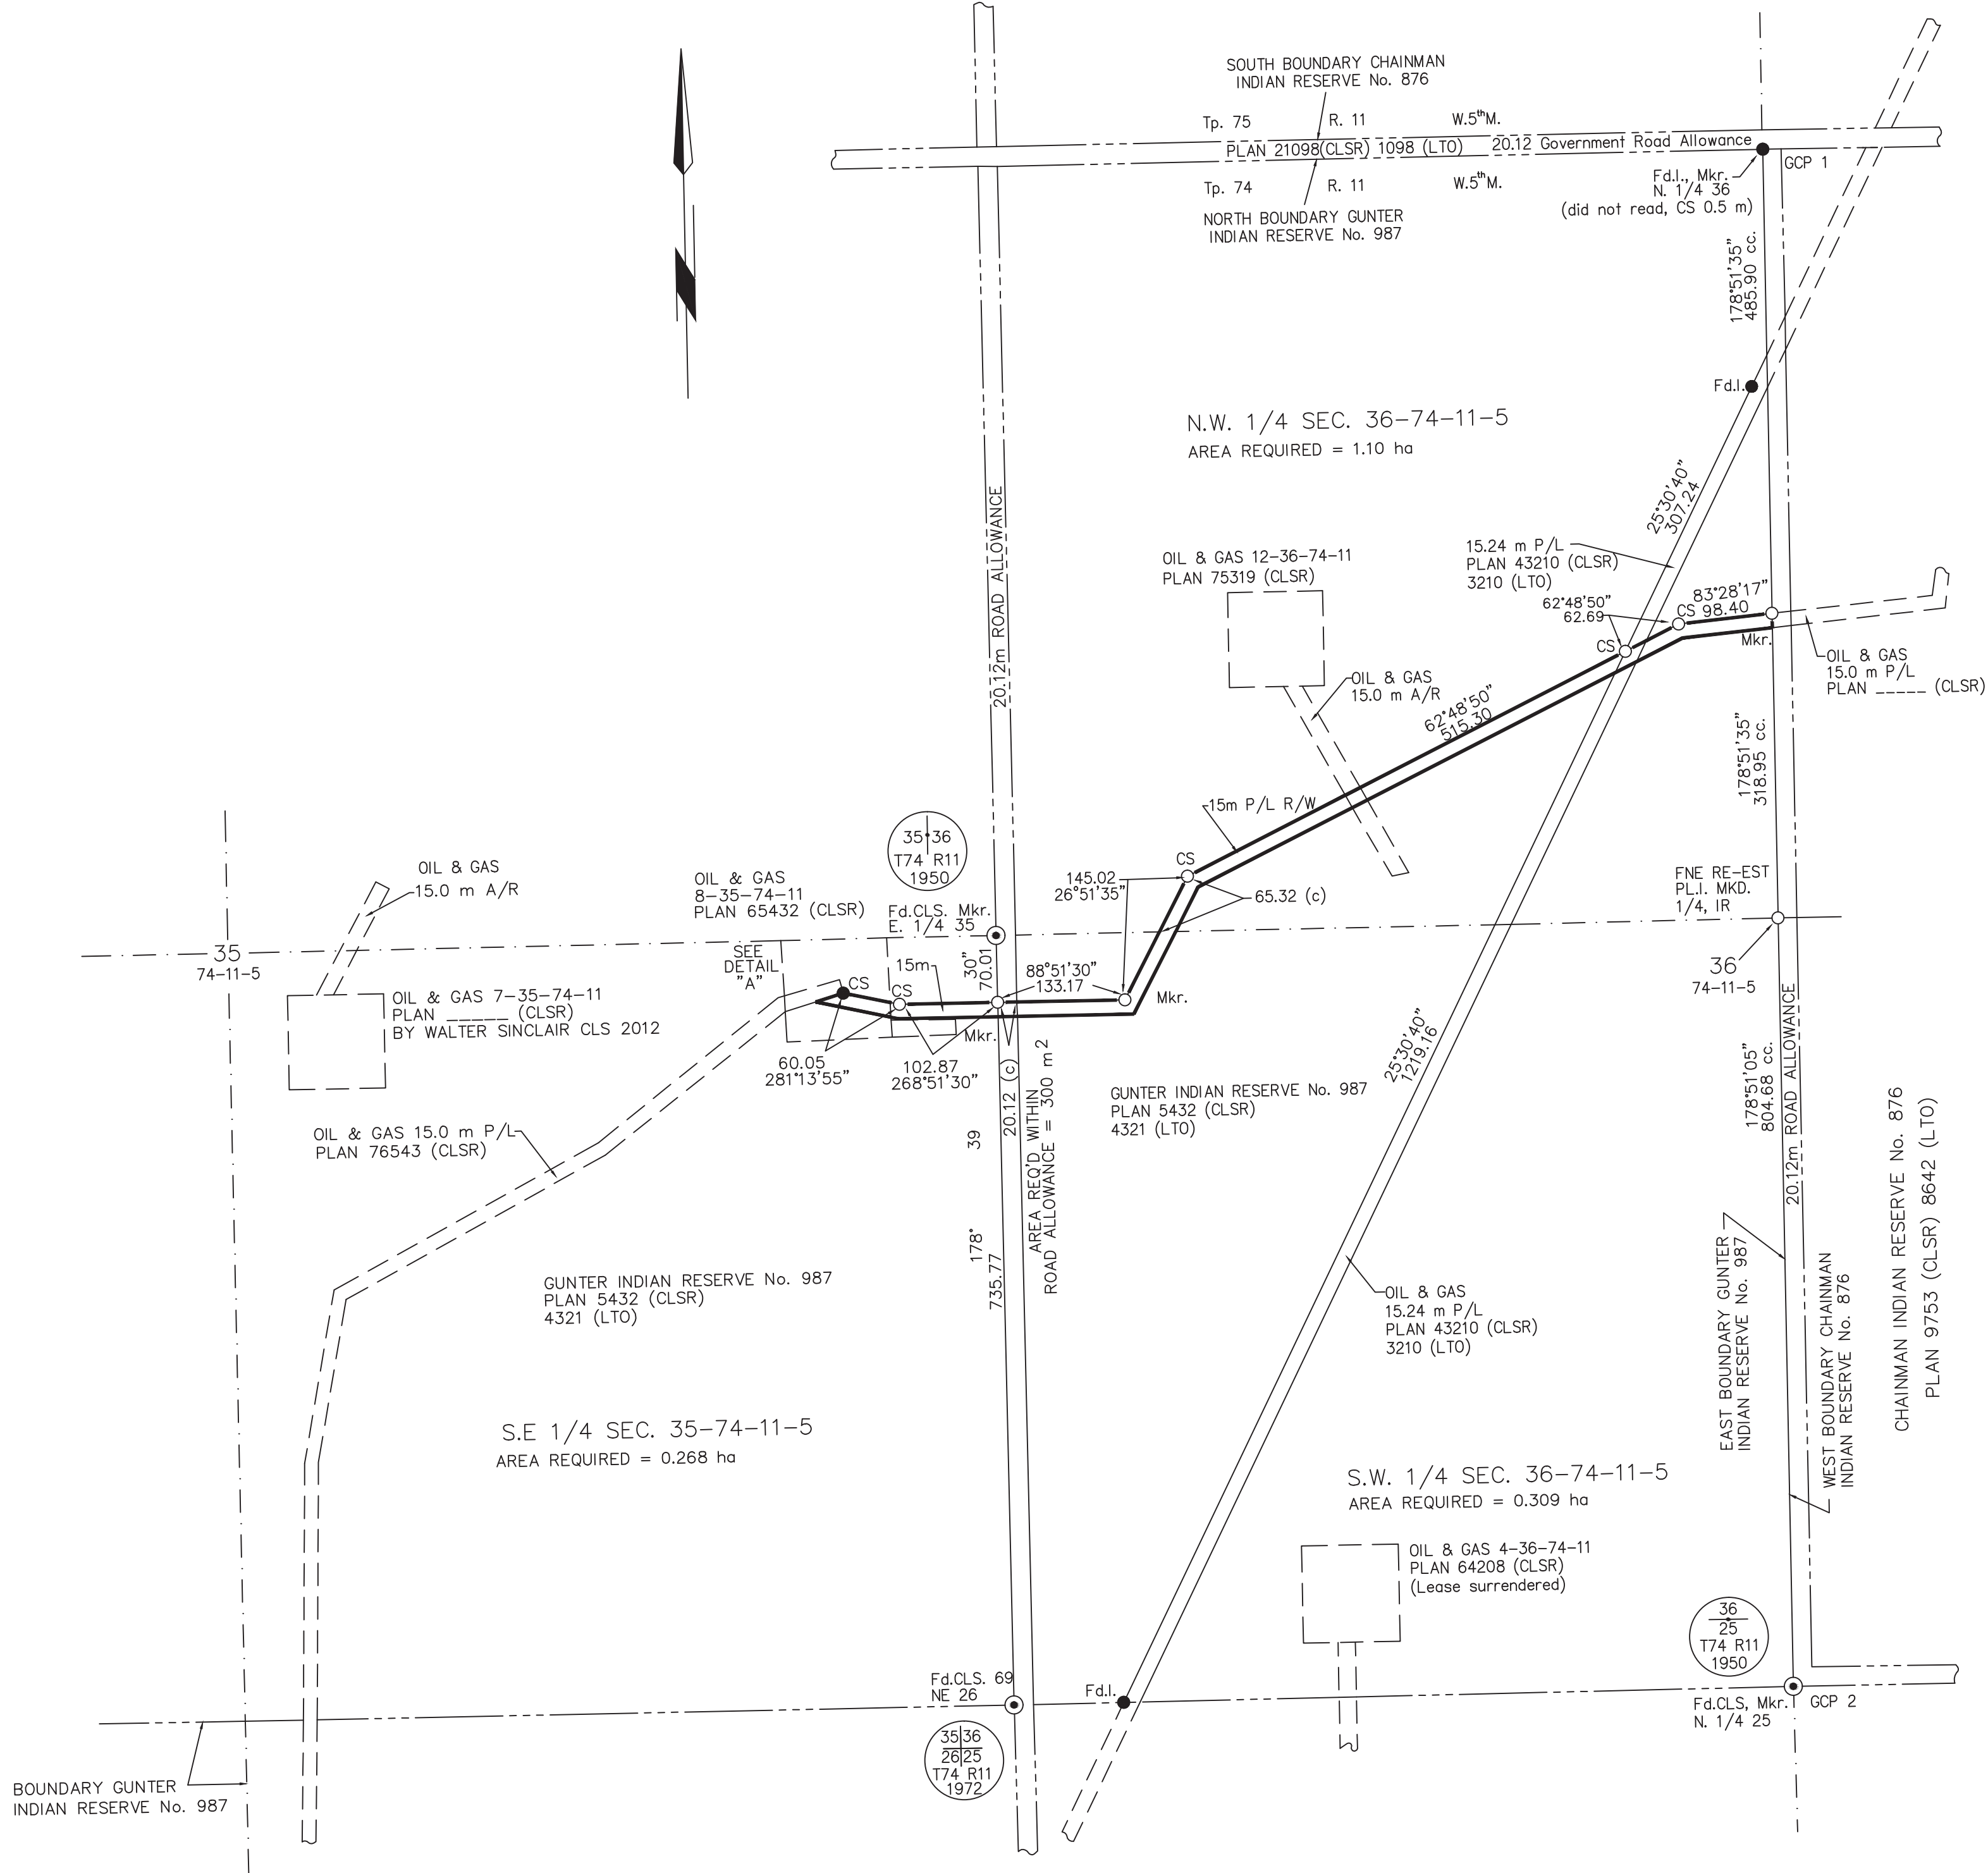 SOUTH BOUNDARY CHAINMAN
INDIAN RESERVE No. 876
Tp. 75 R. 11 W.5thM.
PLAN 21098(CLSR) 1098 (LTO) 20.12 Government Road Allowance
Tp. 74 R. 11 W.5thM.
NORTH BOUNDARY GUNTER
INDIAN RESERVE No. 987
GCP 1
Fd.I., Mkr.
N. 1/4 36
(did not read, CS 0.5 m)
178°51'35"
485.90 cc.
Fd.I.
N.W. 1/4 SEC. 36-74-11-5
AREA REQUIRED = 1.10 ha
25°30'40"
307.24
20.12m ROAD ALLOWANCE
OIL & GAS 12-36-74-11
PLAN 75319 (CLSR)
15.24 m P/L
PLAN 43210 (CLSR)
3210 (LTO)
62°48'50"
62.69
83°28'17"
CS 98.40
Mkr.
CS
OIL & GAS
15.0 m P/L
PLAN _____ (CLSR)
OIL & GAS
15.0 m A/R
62°48'50"
515.30
178°51'35"
318.95 cc.
15m P/L R/W
35 36
T74 R11
1950
CS
145.02
26°51'35"
65.32 (c)
OIL & GAS
15.0 m A/R
OIL & GAS
8-35-74-11
PLAN 65432 (CLSR)
Fd.CLS. Mkr.
E. 1/4 35
FNE RE-EST
PL.I. MKD.
1/4, IR
35
74-11-5
SEE
DETAIL
"A"
15m
30"
70.01
88°51'30"
133.17
Mkr.
36
74-11-5
CS
CS
OIL & GAS 7-35-74-11
PLAN _____ (CLSR)
BY WALTER SINCLAIR CLS 2012
Mkr.
60.05
281°13'55"
102.87
268°51'30"
20.12 (c)
AREA REQ'D WITHIN
ROAD ALLOWANCE = 300 m2
39
178°
735.77
GUNTER INDIAN RESERVE No. 987
PLAN 5432 (CLSR)
4321 (LTO)
25°30'40"
1219.16
178°51'05"
804.68 cc.
20.12m ROAD ALLOWANCE
OIL & GAS 15.0 m P/L
PLAN 76543 (CLSR)
GUNTER INDIAN RESERVE No. 987
PLAN 5432 (CLSR)
4321 (LTO)
OIL & GAS
15.24 m P/L
PLAN 43210 (CLSR)
3210 (LTO)
EAST BOUNDARY GUNTER
INDIAN RESERVE No. 987
WEST BOUNDARY CHAINMAN
INDIAN RESERVE No. 876
CHAINMAN INDIAN RESERVE No. 876
PLAN 9753 (CLSR) 8642 (LTO)
S.E 1/4 SEC. 35-74-11-5
AREA REQUIRED = 0.268 ha
S.W. 1/4 SEC. 36-74-11-5
AREA REQUIRED = 0.309 ha
OIL & GAS 4-36-74-11
PLAN 64208 (CLSR)
(Lease surrendered)
36
25
T74 R11
1950
Fd.CLS. 69
NE 26
Fd.I.
Fd.CLS, Mkr.
N. 1/4 25
GCP 2
35 36
26 25
T74 R11
1972
BOUNDARY GUNTER
INDIAN RESERVE No. 987